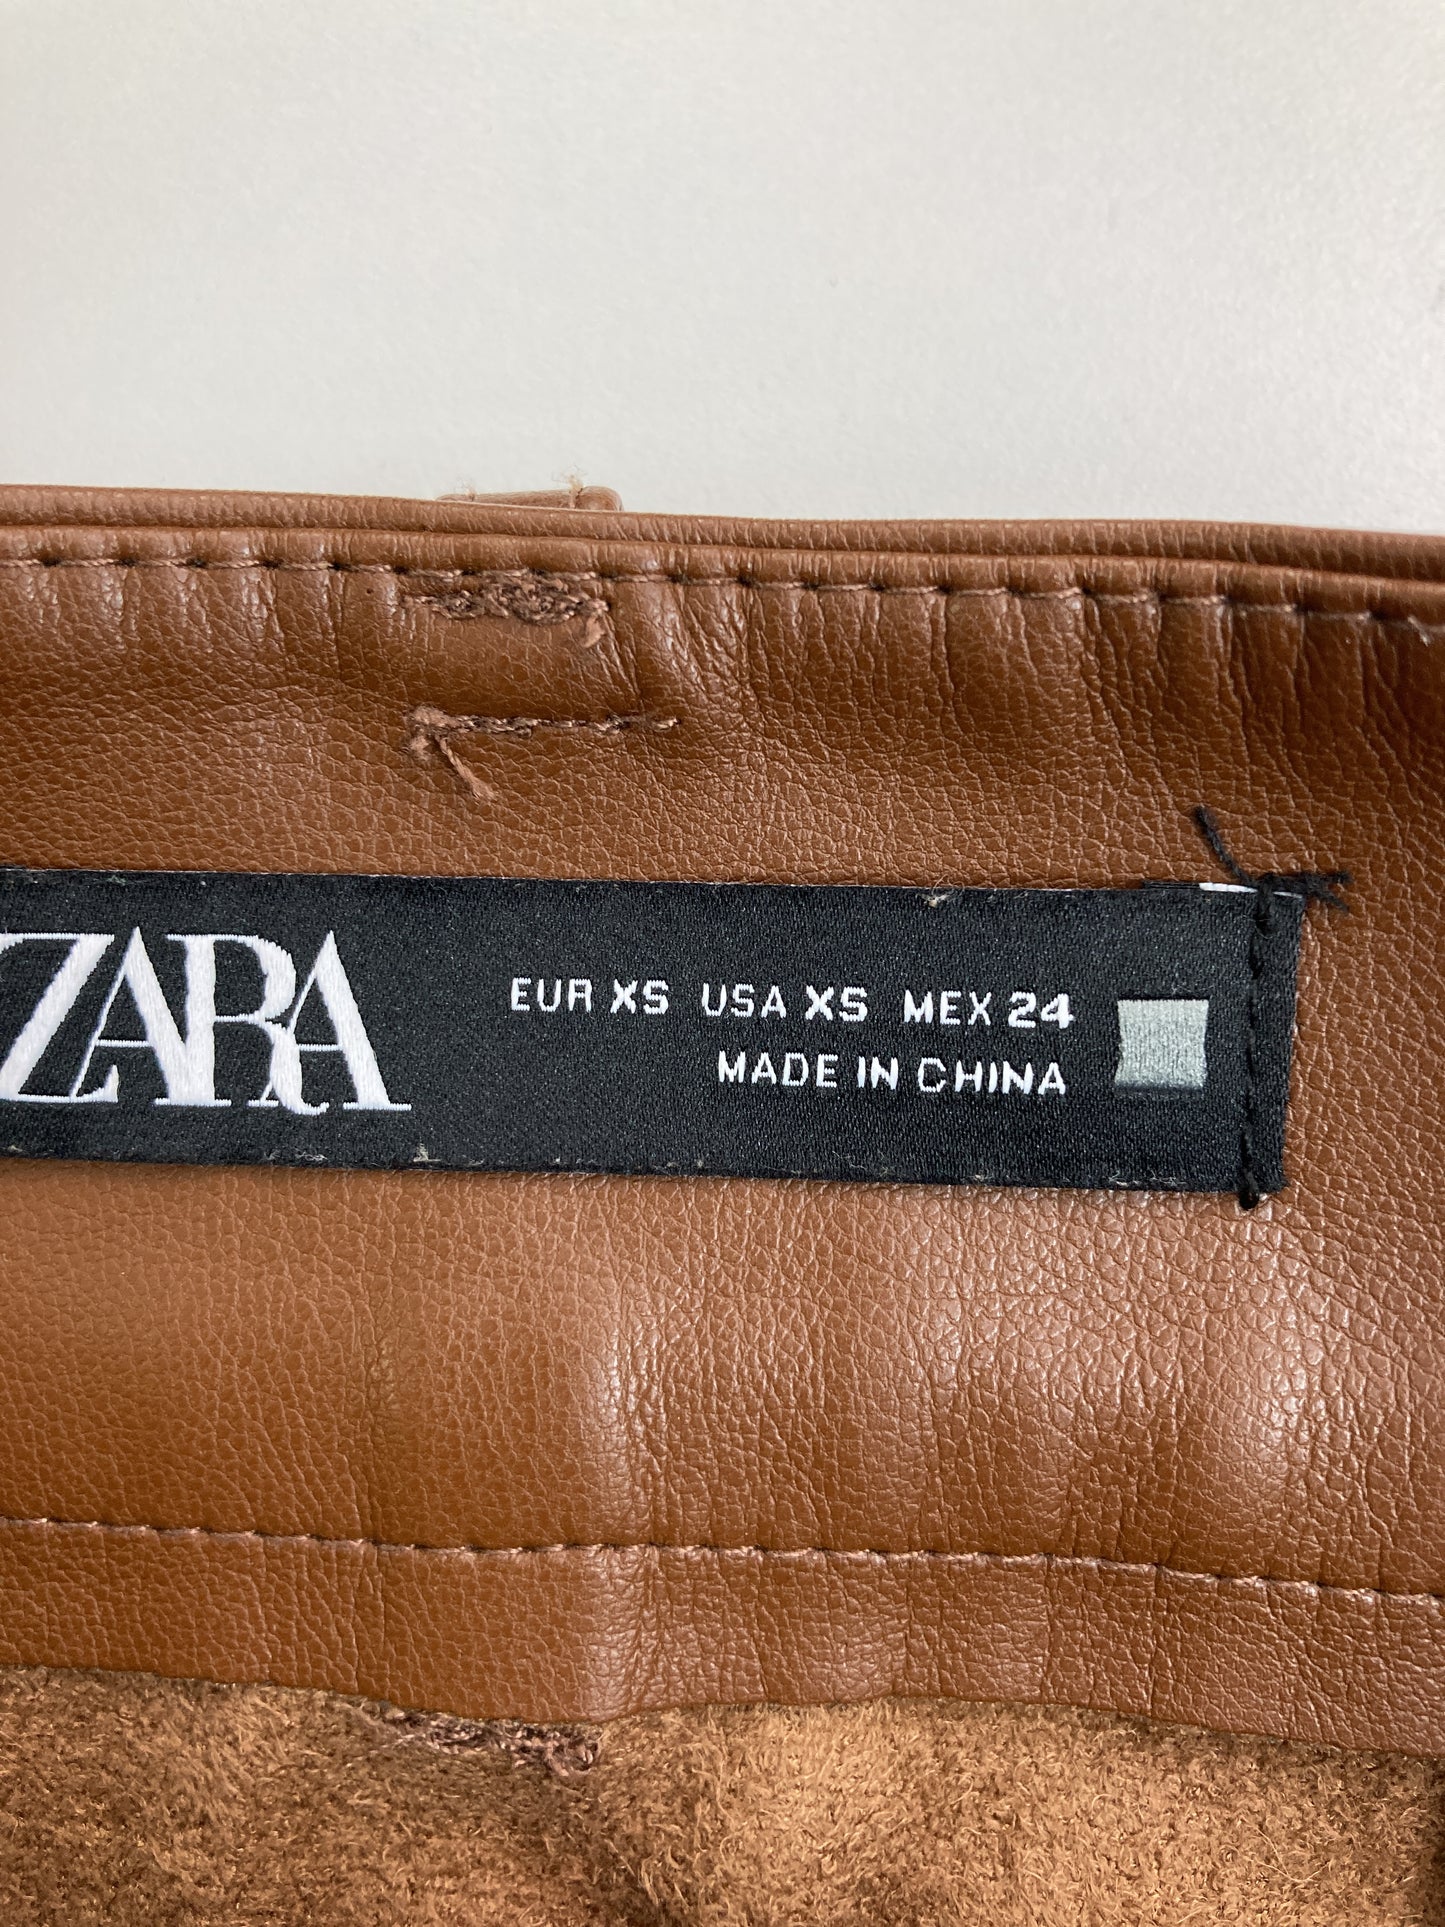 ZARA
EUR XS USA XS MEX 24
MADE IN CHINA